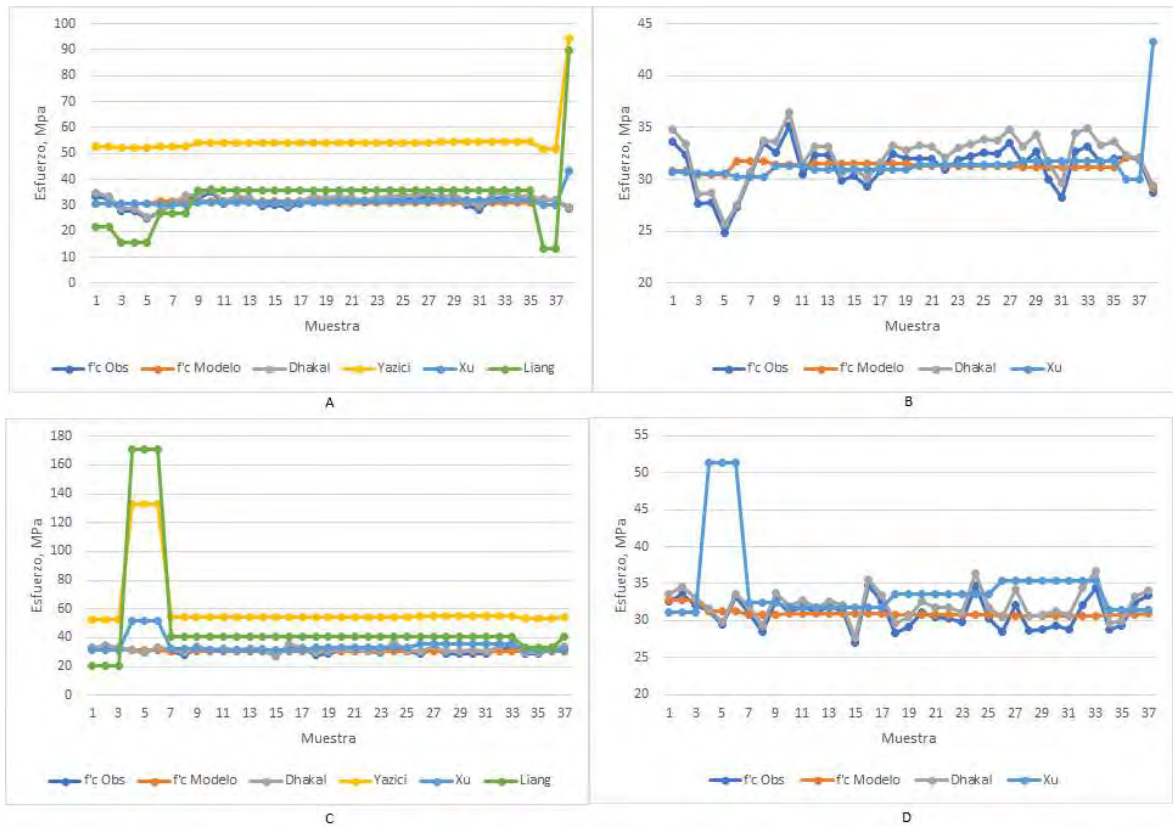 100
90
80
70
60
50
40
30
20
10
0
Esfuerzo, Mpa
1 3 5 7 9 11 13 15 17 19 21 23 25 27 29 31 33 35 37
Muestra
f'c Obs f'c Modelo Dhakal Yazici Xu Liang
A
45
40
35
30
25
20
Esfuerzo, Mpa
1 3 5 7 9 11 13 15 17 19 21 23 25 27 29 31 33 35 37
Muestra
f'c Obs f'c Modelo Dhakal Xu
B
180
160
140
120
100
80
60
40
20
0
Esfuerzo, MPa
1 3 5 7 9 11 13 15 17 19 21 23 25 27 29 31 33 35 37
Muestra
f'c Obs f'c Modelo Dhakal Yazici Xu Liang
C
55
50
45
40
35
30
25
20
Esfuerzo, MPa
1 3 5 7 9 11 13 15 17 19 21 23 25 27 29 31 33 35 37
Muestra
f'c Obs f'c Modelo Dhakal Xu
D